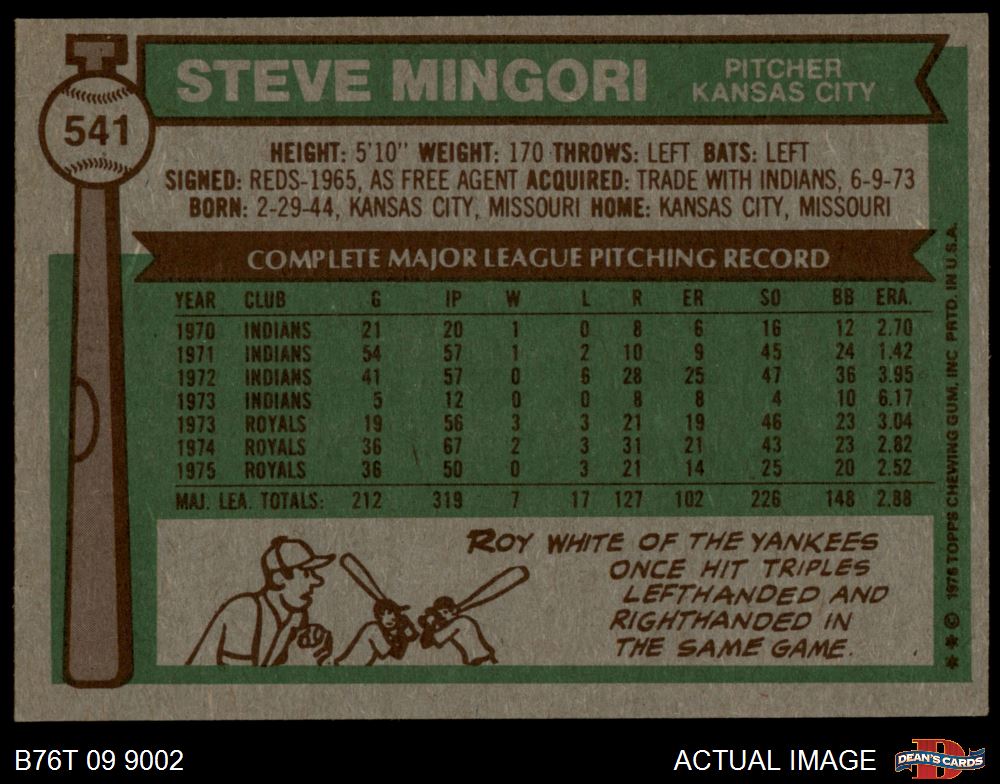 541
STEVE MINGORI
PITCHER
KANSAS CITY
HEIGHT: 5'10" WEIGHT: 170 THROWS: LEFT BATS: LEFT
SIGNED: REDS-1965, AS FREE AGENT ACQUIRED: TRADE WITH INDIANS, 6-9-73
BORN: 2-29-44, KANSAS CITY, MISSOURI HOME: KANSAS CITY, MISSOURI
COMPLETE MAJOR LEAGUE PITCHING RECORD
YEAR CLUB G IP W L R ER SO BB ERA.
1970 INDIANS 21 20 1 0 8 6 16 12 2.70
1971 INDIANS 54 57 1 2 10 9 45 24 1.42
1972 INDIANS 41 57 0 6 28 25 47 36 3.95
1973 INDIANS 5 12 0 0 8 8 4 10 6.17
1973 ROYALS 19 56 3 3 21 19 46 23 3.04
1974 ROYALS 36 67 2 3 31 21 43 23 2.82
1975 ROYALS 36 50 0 3 21 14 25 20 2.52
MAJ. LEA. TOTALS: 212 319 7 17 127 102 226 148 2.88
ROY WHITE OF THE YANKEES
ONCE HIT TRIPLES
LEFTHANDED AND
RIGHTHANDED IN
THE SAME GAME.
* * © 1976 TOPPS CHEWING GUM, INC PRTD. IN U.S.A.
B76T 09 9002
ACTUAL IMAGE
D
DEAN'S CARDS